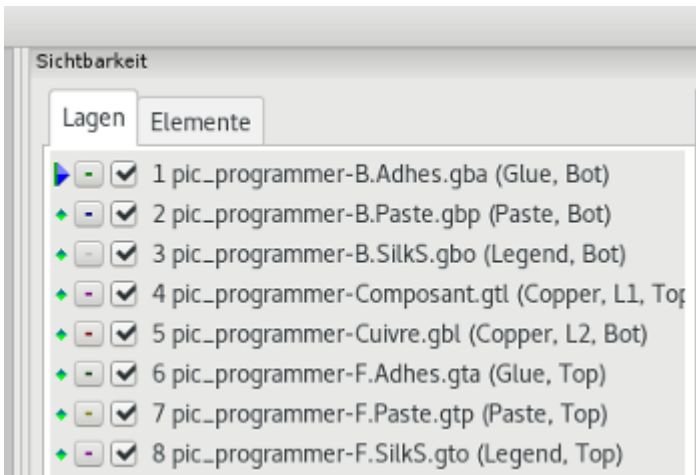 Sichtbarkeit
Lagen Elemente
1 pic_programmer-B.Adhes.gba (Glue, Bot)
2 pic_programmer-B.Paste.gbp (Paste, Bot)
3 pic_programmer-B.SilkS.gbo (Legend, Bot)
4 pic_programmer-Composant.gtl (Copper, L1, Top
5 pic_programmer-Cuivre.gbl (Copper, L2, Bot)
6 pic_programmer-F.Adhes.gta (Glue, Top)
7 pic_programmer-F.Paste.gtp (Paste, Top)
8 pic_programmer-F.SilkS.gto (Legend, Top)